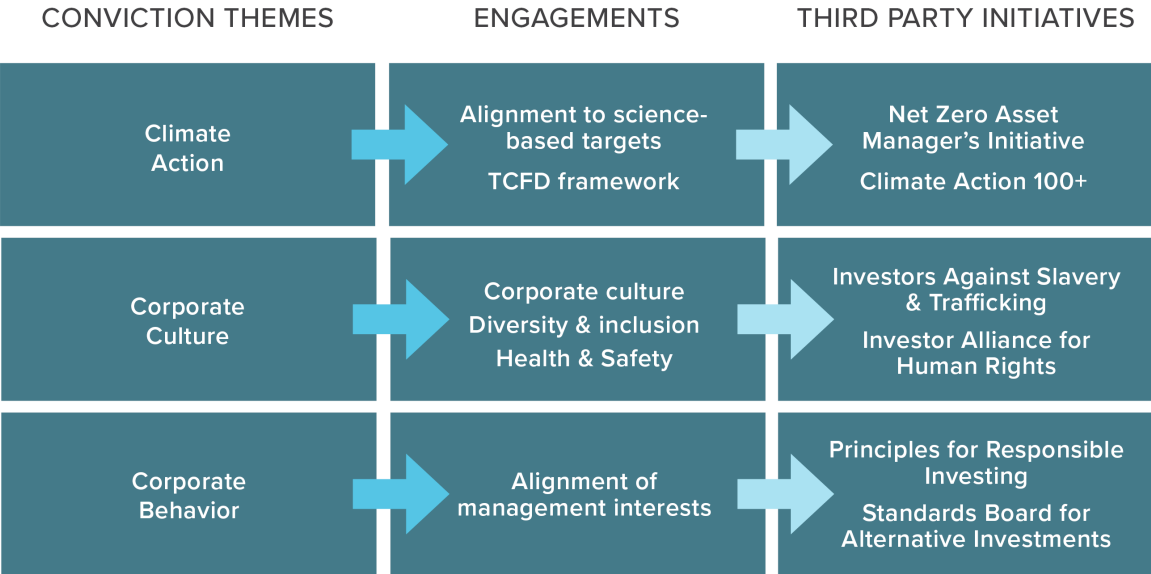 CONVICTION THEMES
ENGAGEMENTS
THIRD PARTY INITIATIVES
Climate
Action
Alignment to science-
based targets
TCFD framework
Net Zero Asset
Manager’s Initiative
Climate Action 100+
Corporate
Culture
Corporate culture
Diversity & inclusion
Health & Safety
Investors Against Slavery
& Trafficking
Investor Alliance for
Human Rights
Corporate
Behavior
Alignment of
management interests
Principles for Responsible
Investing
Standards Board for
Alternative Investments